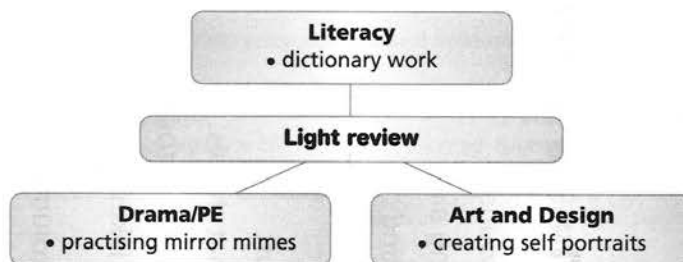 Literacy
• dictionary work
Light review
Drama/PE
• practising mirror mimes
Art and Design
• creating self portraits